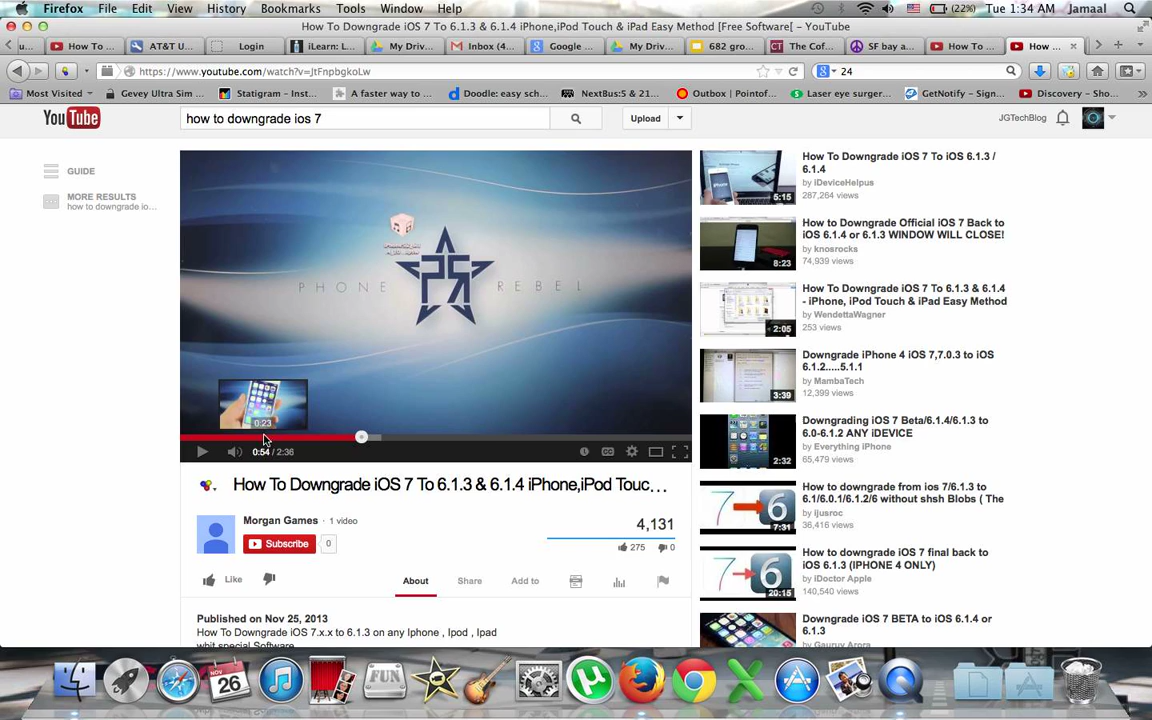 Firefox File Edit View History Bookmarks Tools Window Help (22%) Tue 1:34 AM Jamaal
How To Downgrade iOS 7 To 6.1.3 & 6.1.4 iPhone,iPod Touch & iPad Easy Method [Free Software] – YouTube
u... How To ... AT&T U... Login iLearn: L... My Driv... Inbox (4... Google ... My Driv... 682 gro... The Cof... SF bay a... How To ... How ...
https://www.youtube.com/watch?v=JtFnpbgkoLw
24
Most Visited Gevey Ultra Sim ... Statigram - Inst... A faster way to ... Doodle: easy sch... NextBus:5 & 21... Outbox | Pointof... Laser eye surger... GetNotify - Sign... Discovery - Sho...
YouTube
how to downgrade ios 7
Upload
JGTechBlog
GUIDE
MORE RESULTS
how to downgrade io...
PHONE REBEL
0:23
0:54 / 2:36
CC
How To Downgrade iOS 7 To 6.1.3 & 6.1.4 iPhone,iPod Touc...
Morgan Games · 1 video
Subscribe 0
4,131
275 0
Like
About Share Add to
Published on Nov 25, 2013
How To Downgrade iOS 7.x.x to 6.1.3 on any Iphone , Ipod , Ipad
whit special Software
How To Downgrade iOS 7 To iOS 6.1.3 /
6.1.4
by iDeviceHelpus
287,264 views
5:15
How to Downgrade Official iOS 7 Back to
iOS 6.1.4 or 6.1.3 WINDOW WILL CLOSE!
by knosrocks
74,939 views
8:23
How To Downgrade iOS 7 To 6.1.3 & 6.1.4
- iPhone, iPod Touch & iPad Easy Method
by WendettaWagner
253 views
2:05
Downgrade iPhone 4 iOS 7,7.0.3 to iOS
6.1.2.....5.1.1
by MambaTech
12,399 views
3:39
Downgrading iOS 7 Beta/6.1.4/6.1.3 to
6.0-6.1.2 ANY iDEVICE
by Everything iPhone
65,479 views
2:32
How to downgrade from ios 7/6.1.3 to
6.1/6.0.1/6.1.2/6 without shsh Blobs ( The
by ijusroc
36,416 views
7:31
How to downgrade iOS 7 final back to
iOS 6.1.3 (IPHONE 4 ONLY)
by iDoctor Apple
140,540 views
20:15
Downgrade iOS 7 BETA to iOS 6.1.4 or
6.1.3
by Gaurav Arora
NOV
26
FUN